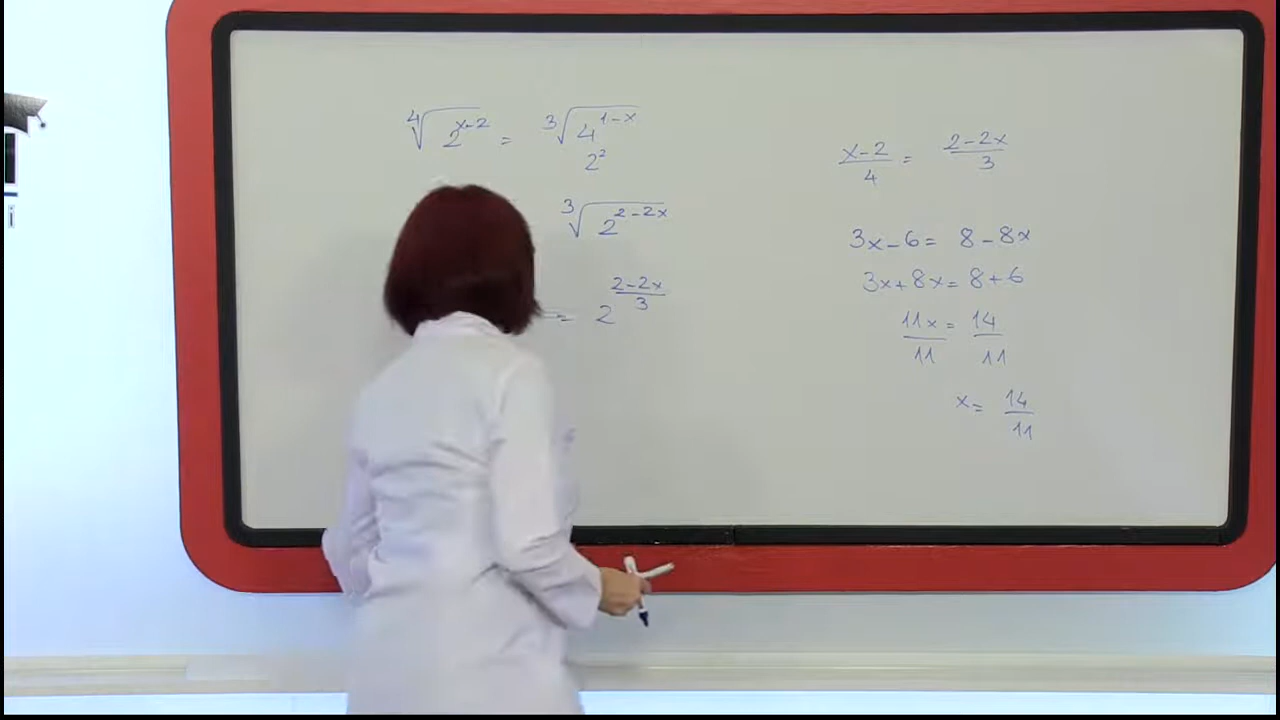 ⁴√2^(x-2) = ³√4^(1-x)
2²
³√2^(2-2x)
= 2^((2-2x)/3)
(x-2)/4 = (2-2x)/3
3x-6 = 8-8x
3x+8x = 8+6
11x/11 = 14/11
x = 14/11
i